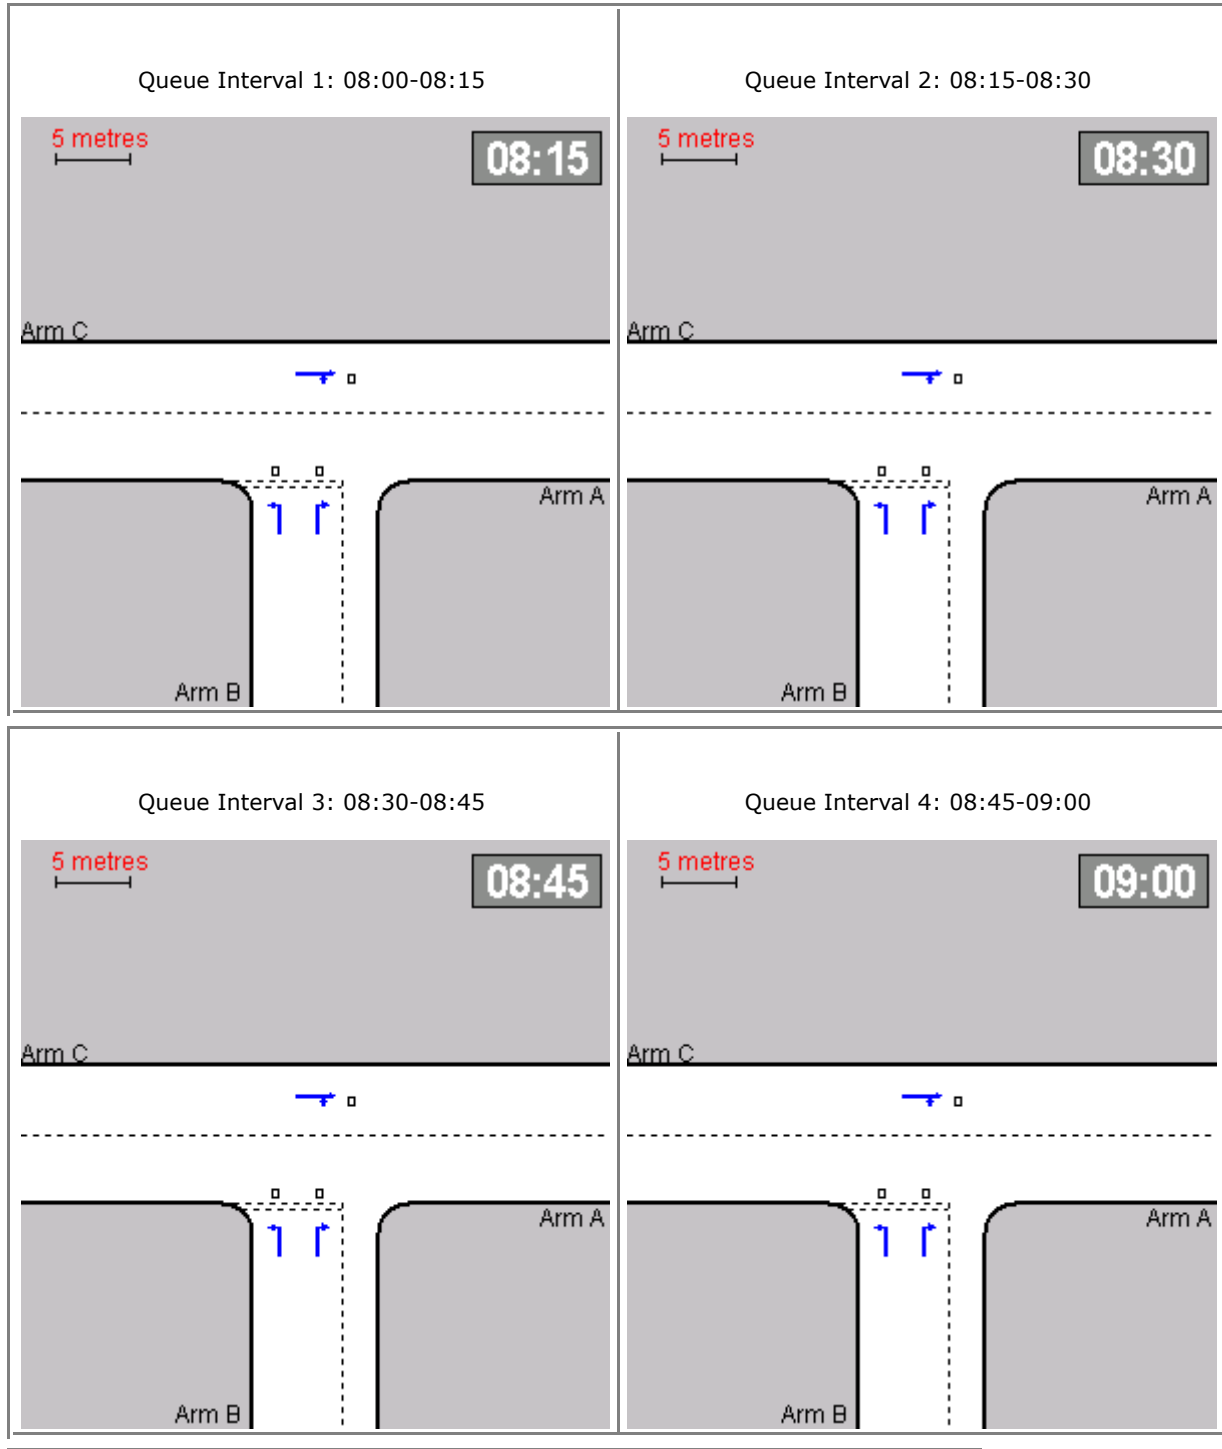 Queue Interval 1: 08:00-08:15
5 metres
08:15
Arm C
Arm A
Arm B
Queue Interval 2: 08:15-08:30
5 metres
08:30
Arm C
Arm A
Arm B
Queue Interval 3: 08:30-08:45
5 metres
08:45
Arm C
Arm A
Arm B
Queue Interval 4: 08:45-09:00
5 metres
09:00
Arm C
Arm A
Arm B